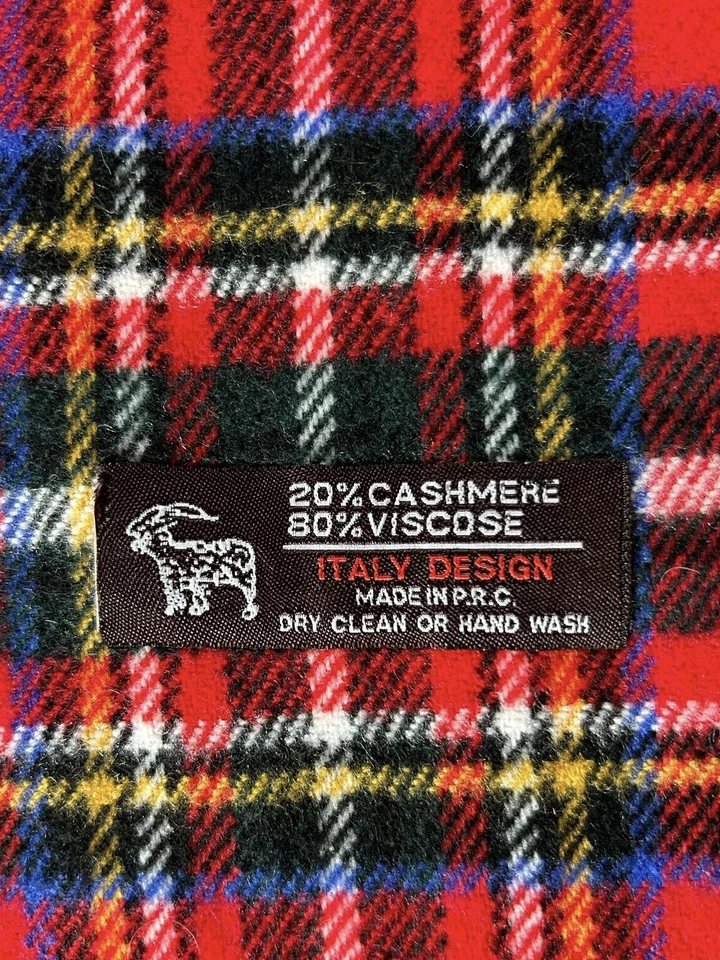 20% CASHMERE
80% VISCOSE
ITALY DESIGN
MADE IN P.R.C.
DRY CLEAN OR HAND WASH